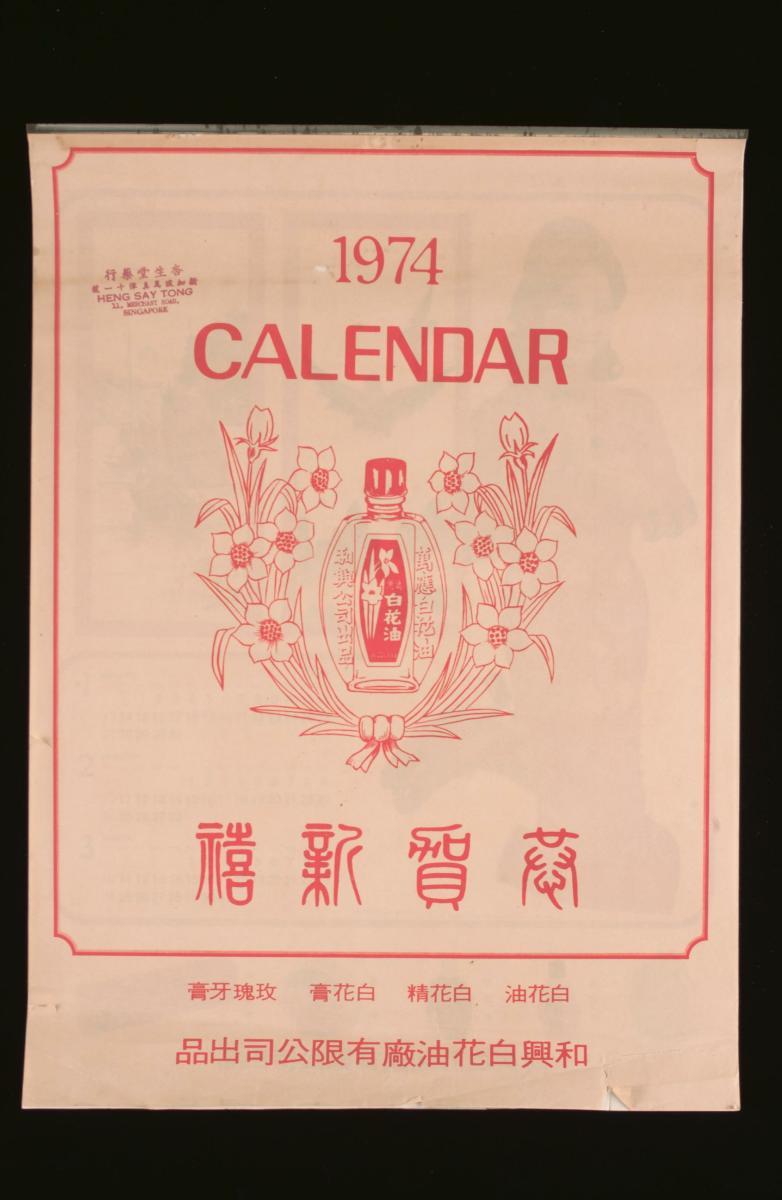 1974
杏生堂藥行
HENG SAY TONG
11, MERCHANT ROAD,
SINGAPORE
CALENDAR
萬應白花油
白花油
和興公司出品
恭賀新禧
白花油 白花精 白花膏 玫瑰牙膏
和興白花油廠有限公司出品